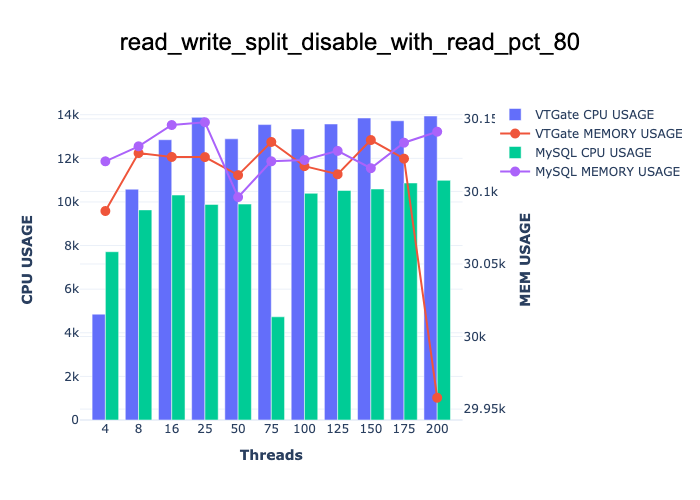 read_write_split_disable_with_read_pct_80
14k
12k
10k
8k
6k
4k
2k
0
CPU USAGE
4 8 16 25 50 75 100 125 150 175 200
Threads
30.15
30.1k
30.05k
30k
29.95k
MEM USAGE
VTGate CPU USAGE
VTGate MEMORY USAGE
MySQL CPU USAGE
MySQL MEMORY USAGE